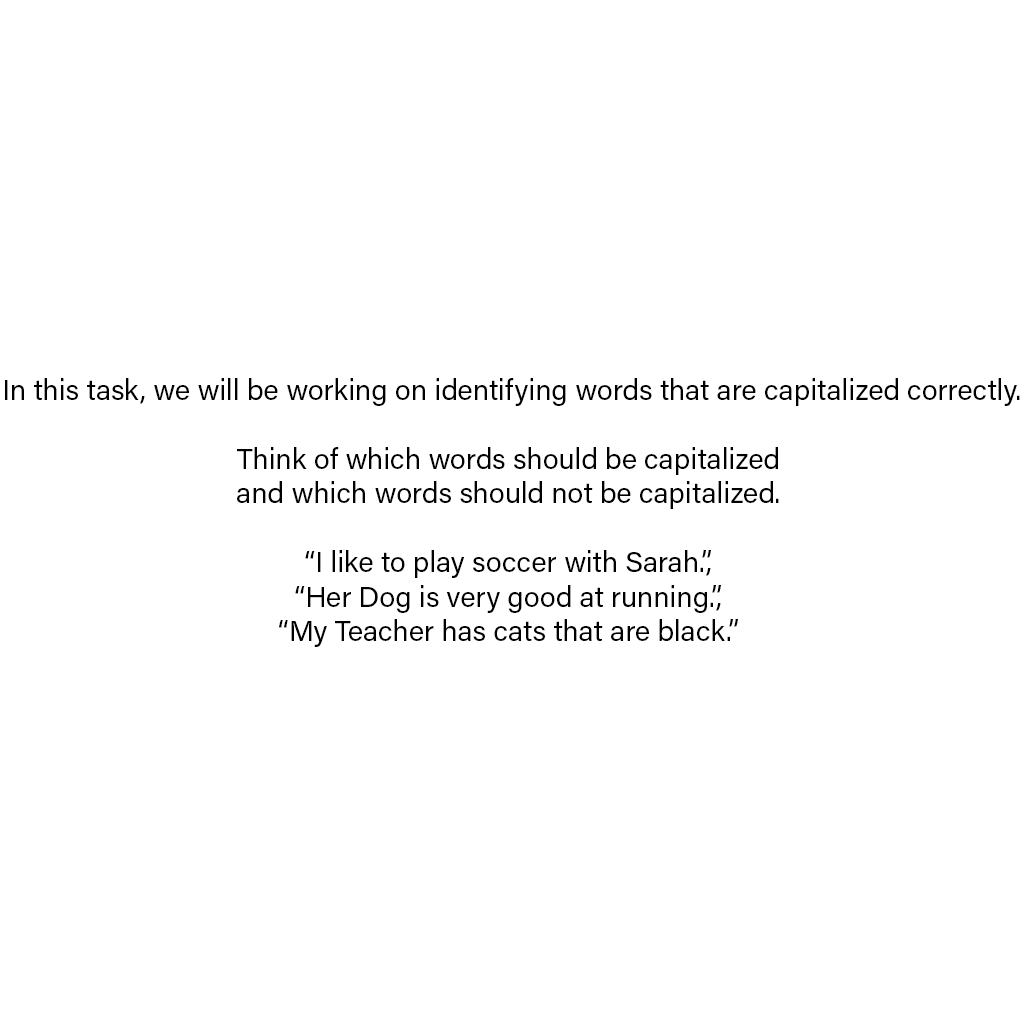 In this task, we will be working on identifying words that are capitalized correctly.
Think of which words should be capitalized
and which words should not be capitalized.
“I like to play soccer with Sarah.”,
“Her Dog is very good at running.”,
“My Teacher has cats that are black.”